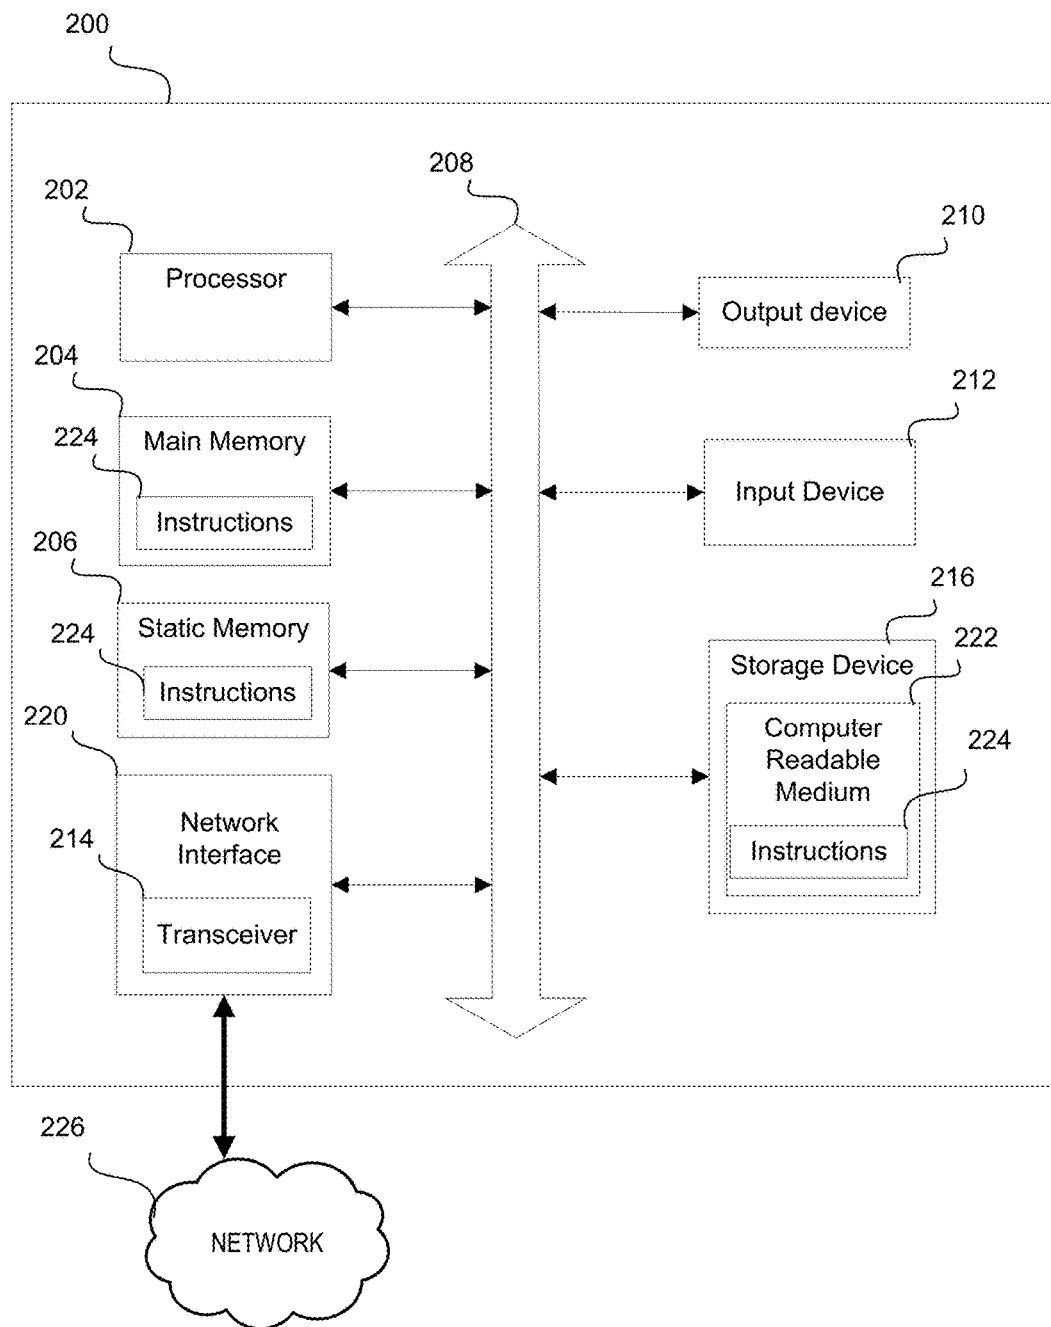 200
208
202
210
Processor
Output device
204
212
Main Memory
224
Input Device
Instructions
206
216
Static Memory
224
222
Storage Device
Instructions
220
224
Computer
Readable
Medium
Network
Interface
214
Instructions
Transceiver
226
NETWORK